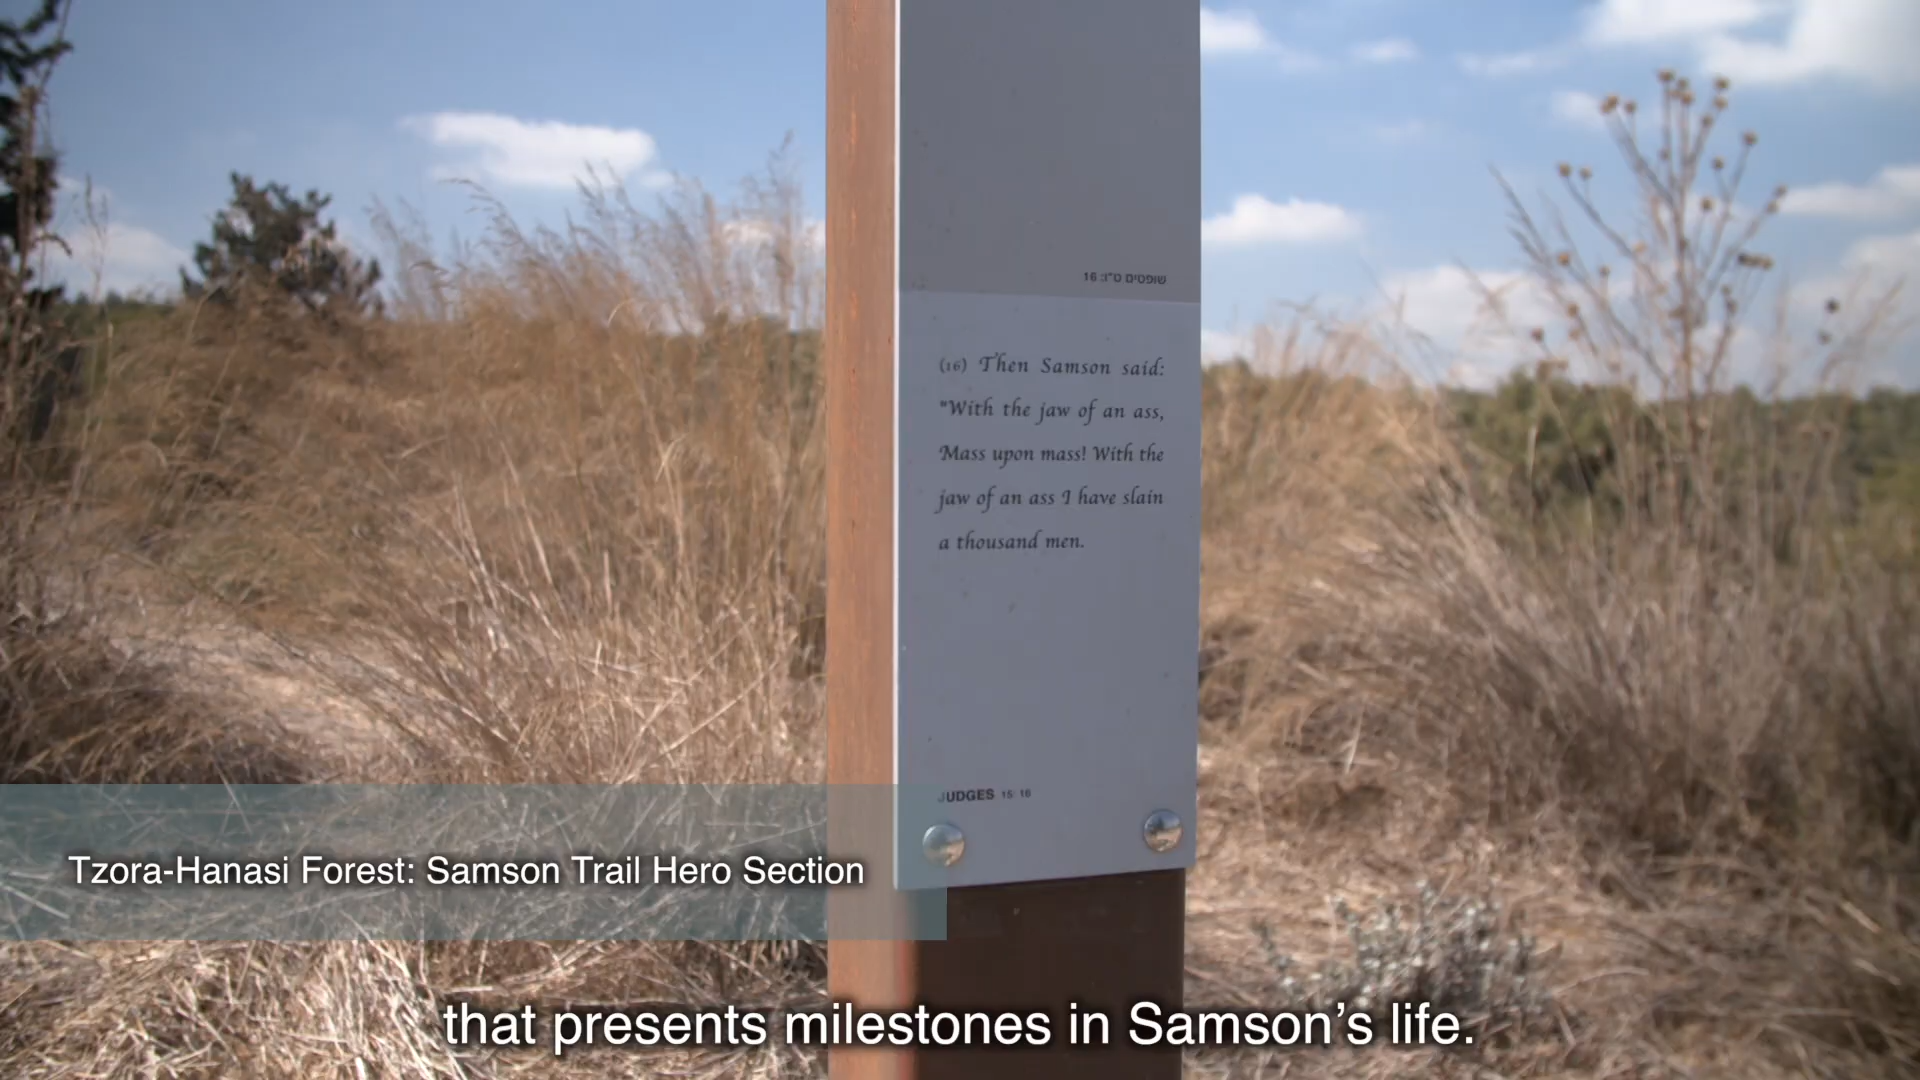 שופטים ט"ו: 16
(16) Then Samson said:
"With the jaw of an ass,
Mass upon mass! With the
jaw of an ass I have slain
a thousand men.
JUDGES 15: 16
Tzora-Hanasi Forest: Samson Trail Hero Section
that presents milestones in Samson’s life.